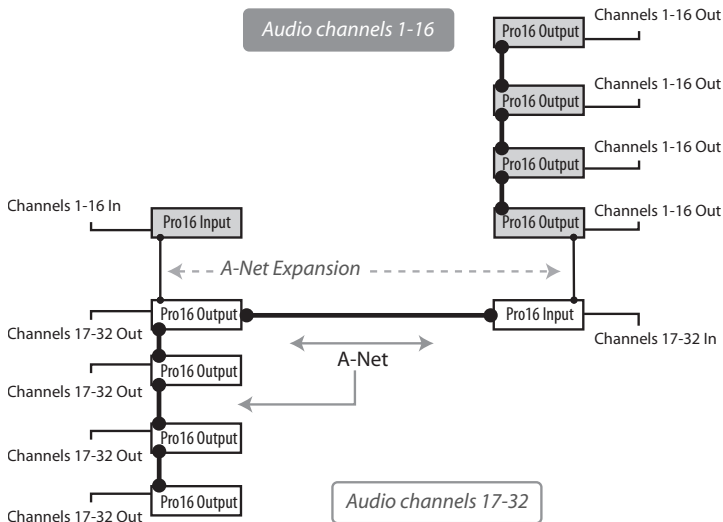 Audio channels 1-16
Pro16 Output
Channels 1-16 Out
Pro16 Output
Channels 1-16 Out
Pro16 Output
Channels 1-16 Out
Pro16 Output
Channels 1-16 Out
Channels 1-16 In
Pro16 Input
A-Net Expansion
Pro16 Output
Channels 17-32 Out
Pro16 Input
Channels 17-32 In
A-Net
Pro16 Output
Channels 17-32 Out
Pro16 Output
Channels 17-32 Out
Pro16 Output
Channels 17-32 Out
Audio channels 17-32